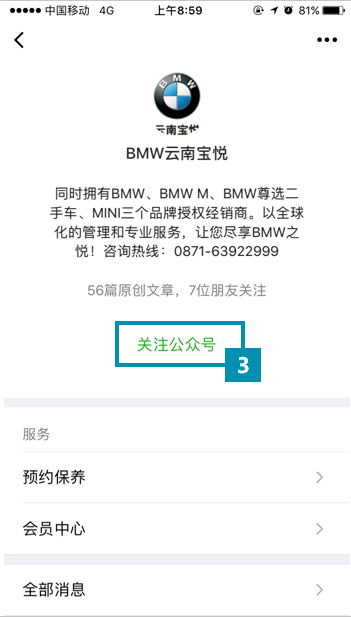 中国移动 4G 上午8:59 81%
BMW
云南宝悦
BMW云南宝悦
同时拥有BMW、BMW M、BMW尊选二
手车、MINI三个品牌授权经销商。以全球
化的管理和专业服务，让您尽享BMW之
悦！咨询热线：0871-63922999
56篇原创文章，7位朋友关注
关注公众号
3
服务
预约保养
会员中心
全部消息